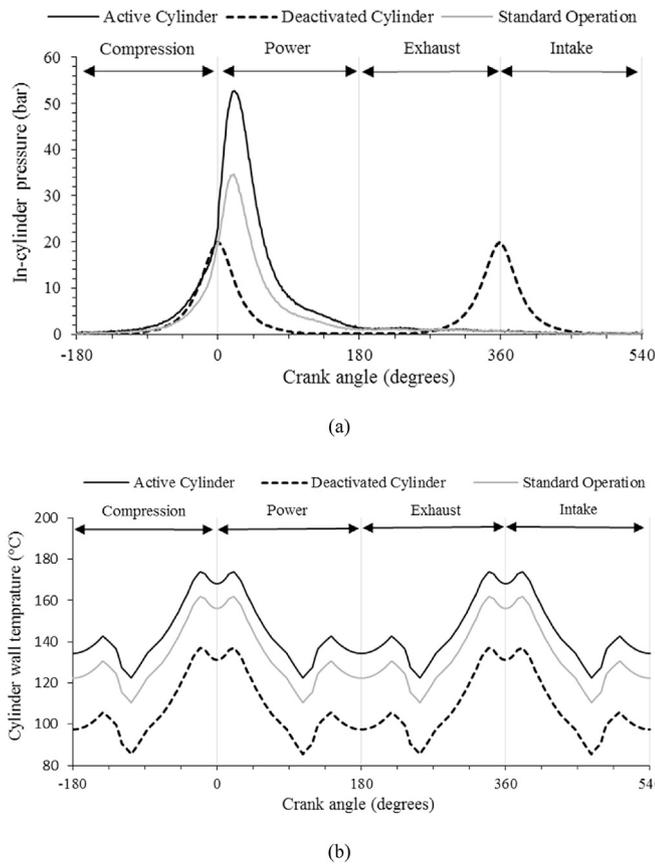 Active Cylinder Deactivated Cylinder Standard Operation
Compression Power Exhaust Intake
60
50
40
30
20
10
0
In-cylinder pressure (bar)
-180 0 180 360 540
Crank angle (degrees)
(a)
Active Cylinder Deactivated Cylinder Standard Operation
Compression Power Exhaust Intake
200
180
160
140
120
100
80
Cylinder wall temprature (°C)
-180 0 180 360 540
Crank angle (degrees)
(b)